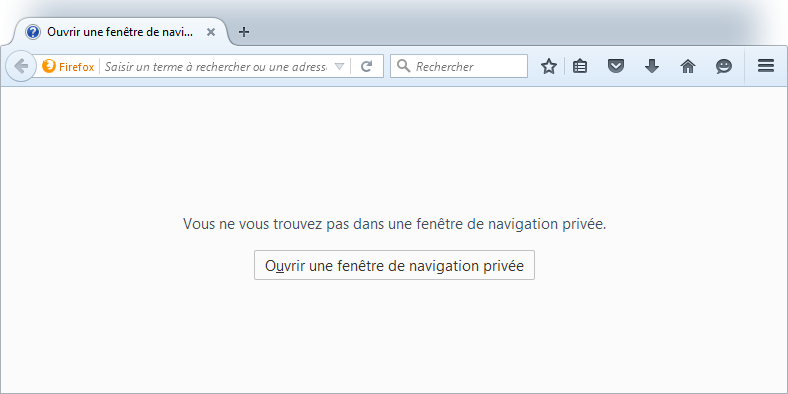 Ouvrir une fenêtre de navi...
Firefox
Saisir un terme à rechercher ou une adress
Rechercher
Vous ne vous trouvez pas dans une fenêtre de navigation privée.
Ouvrir une fenêtre de navigation privée